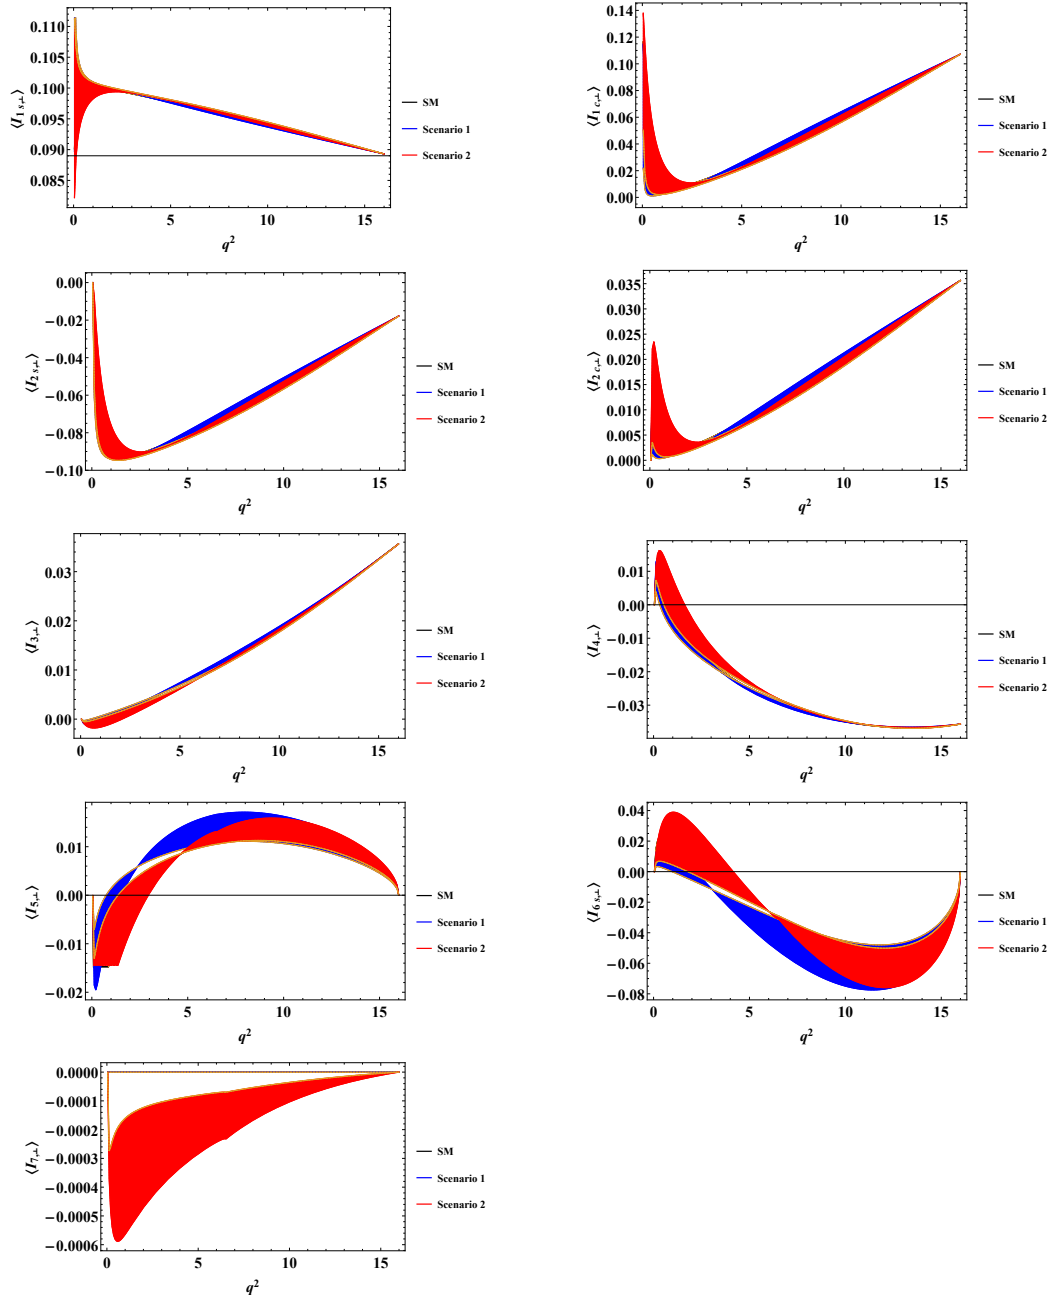 0.110
0.105
0.100
0.095
0.090
0.085
⟨I1 s,⊥⟩
0 5 10 15
q²
SM
Scenario 1
Scenario 2
0.14
0.12
0.10
0.08
0.06
0.04
0.02
0.00
⟨I1 c,⊥⟩
0 5 10 15
q²
SM
Scenario 1
Scenario 2
0.00
−0.02
−0.04
−0.06
−0.08
−0.10
⟨I2 s,⊥⟩
0 5 10 15
q²
SM
Scenario 1
Scenario 2
0.035
0.030
0.025
0.020
0.015
0.010
0.005
0.000
⟨I2 c,⊥⟩
0 5 10 15
q²
SM
Scenario 1
Scenario 2
0.03
0.02
0.01
0.00
⟨I3,⊥⟩
0 5 10 15
q²
SM
Scenario 1
Scenario 2
0.01
0.00
−0.01
−0.02
−0.03
⟨I4,⊥⟩
0 5 10 15
q²
SM
Scenario 1
Scenario 2
0.01
0.00
−0.01
−0.02
⟨I5,⊥⟩
0 5 10 15
q²
SM
Scenario 1
Scenario 2
0.04
0.02
0.00
−0.02
−0.04
−0.06
−0.08
⟨I6 s,⊥⟩
0 5 10 15
q²
SM
Scenario 1
Scenario 2
0.0000
−0.0001
−0.0002
−0.0003
−0.0004
−0.0005
−0.0006
⟨I7,⊥⟩
0 5 10 15
q²
SM
Scenario 1
Scenario 2